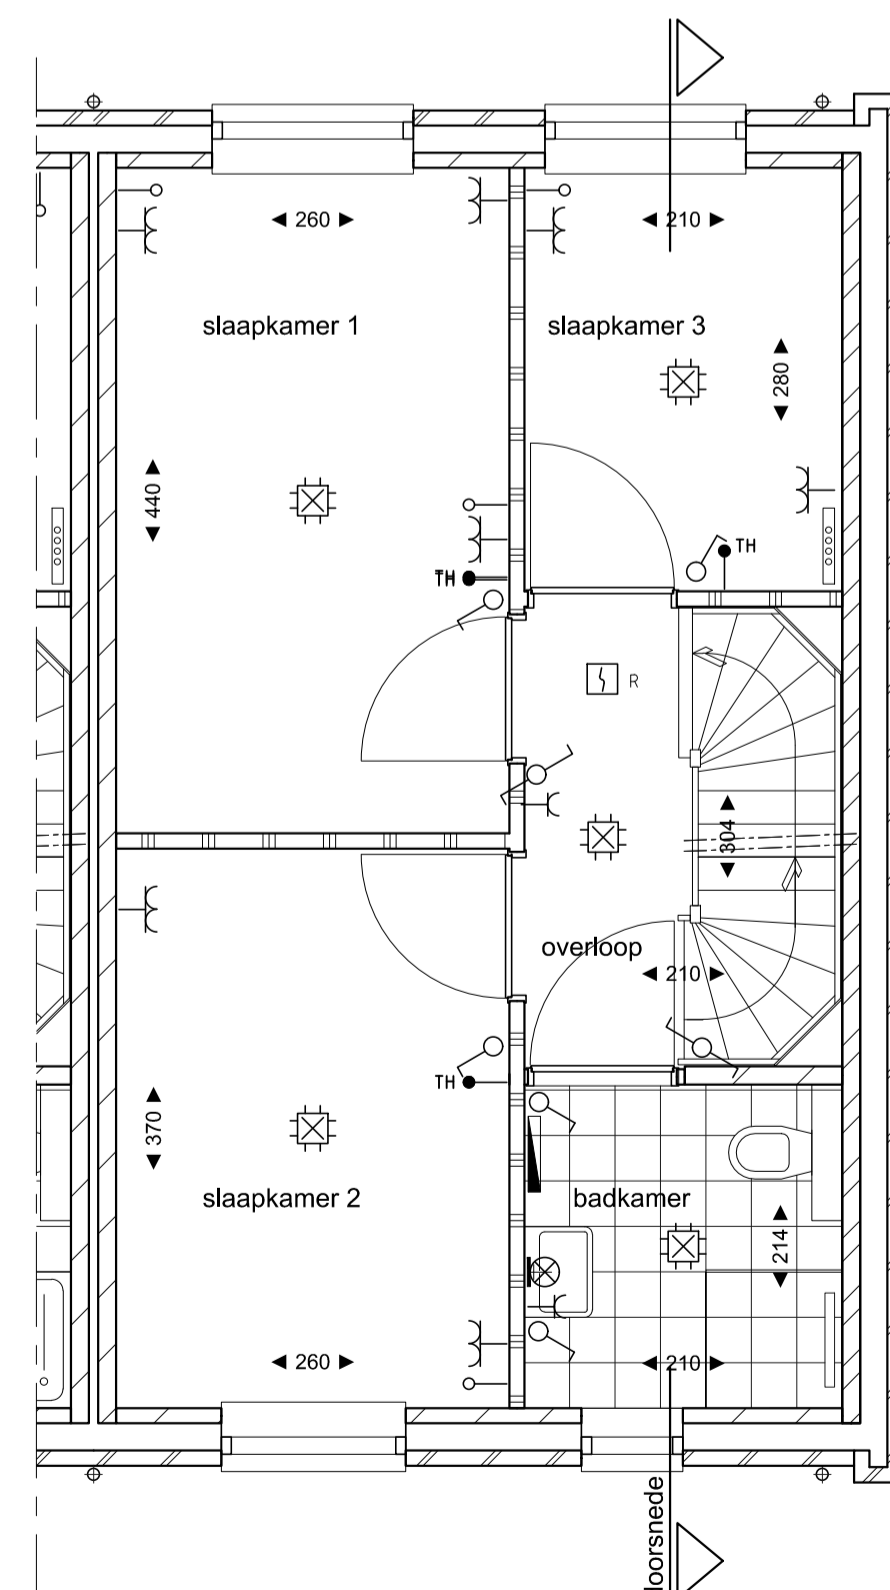 ◄ 260 ►
◄ 210 ►
slaapkamer 1
slaapkamer 3
◄ 280 ►
◄ 440 ►
TH
TH
R
◄ 304 ►
overloop
◄ 210 ►
TH
◄ 370 ►
slaapkamer 2
badkamer
◄ 214 ►
◄ 260 ►
◄ 210 ►
loorsnede